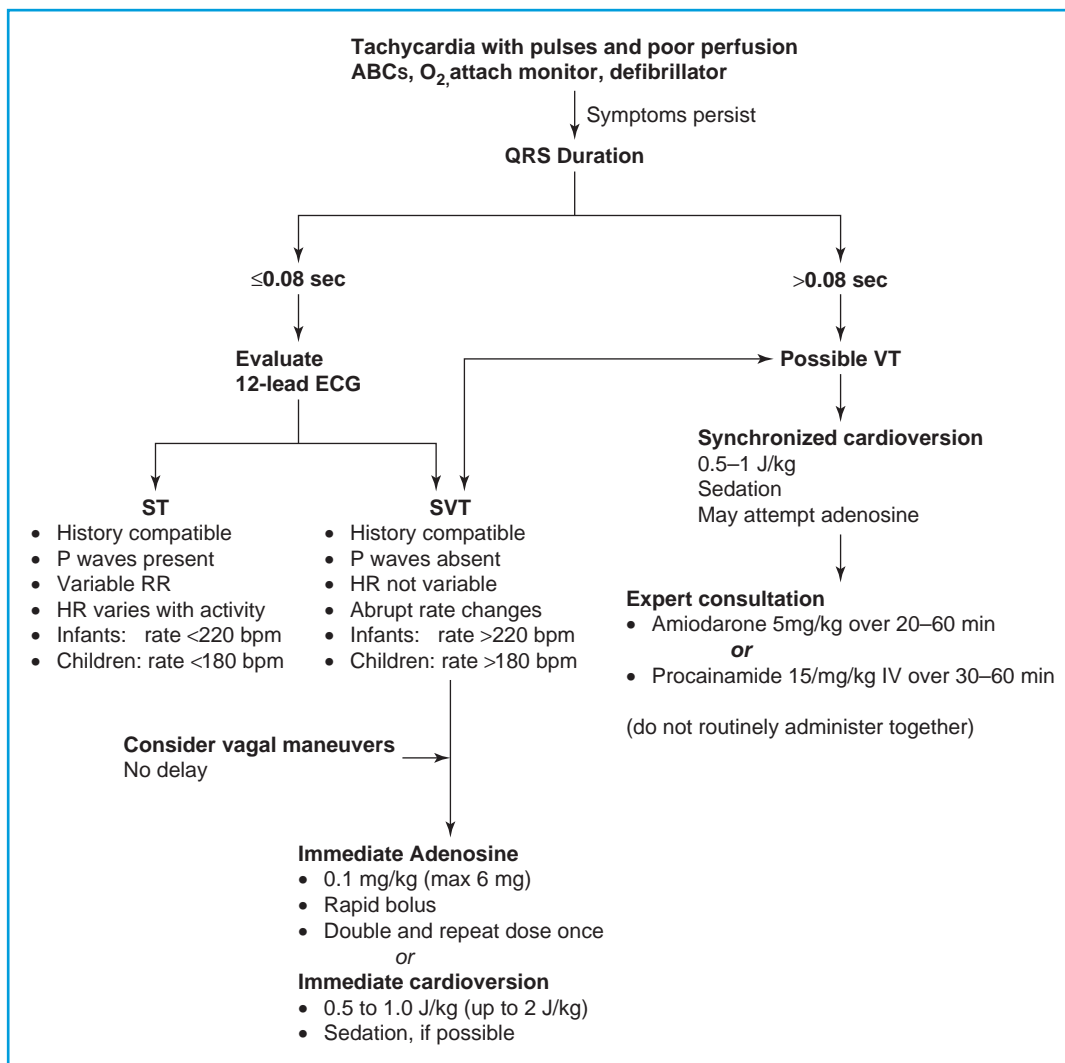 Tachycardia with pulses and poor perfusion
ABCs, O2,attach monitor, defibrillator
Symptoms persist
QRS Duration
≤0.08 sec
>0.08 sec
Evaluate
12-lead ECG
Possible VT
ST
• History compatible
• P waves present
• Variable RR
• HR varies with activity
• Infants: rate <220 bpm
• Children: rate <180 bpm
SVT
• History compatible
• P waves absent
• HR not variable
• Abrupt rate changes
• Infants: rate >220 bpm
• Children: rate >180 bpm
Synchronized cardioversion
0.5–1 J/kg
Sedation
May attempt adenosine
Expert consultation
• Amiodarone 5mg/kg over 20–60 min
or
• Procainamide 15/mg/kg IV over 30–60 min
(do not routinely administer together)
Consider vagal maneuvers
No delay
Immediate Adenosine
• 0.1 mg/kg (max 6 mg)
• Rapid bolus
• Double and repeat dose once
or
Immediate cardioversion
• 0.5 to 1.0 J/kg (up to 2 J/kg)
• Sedation, if possible